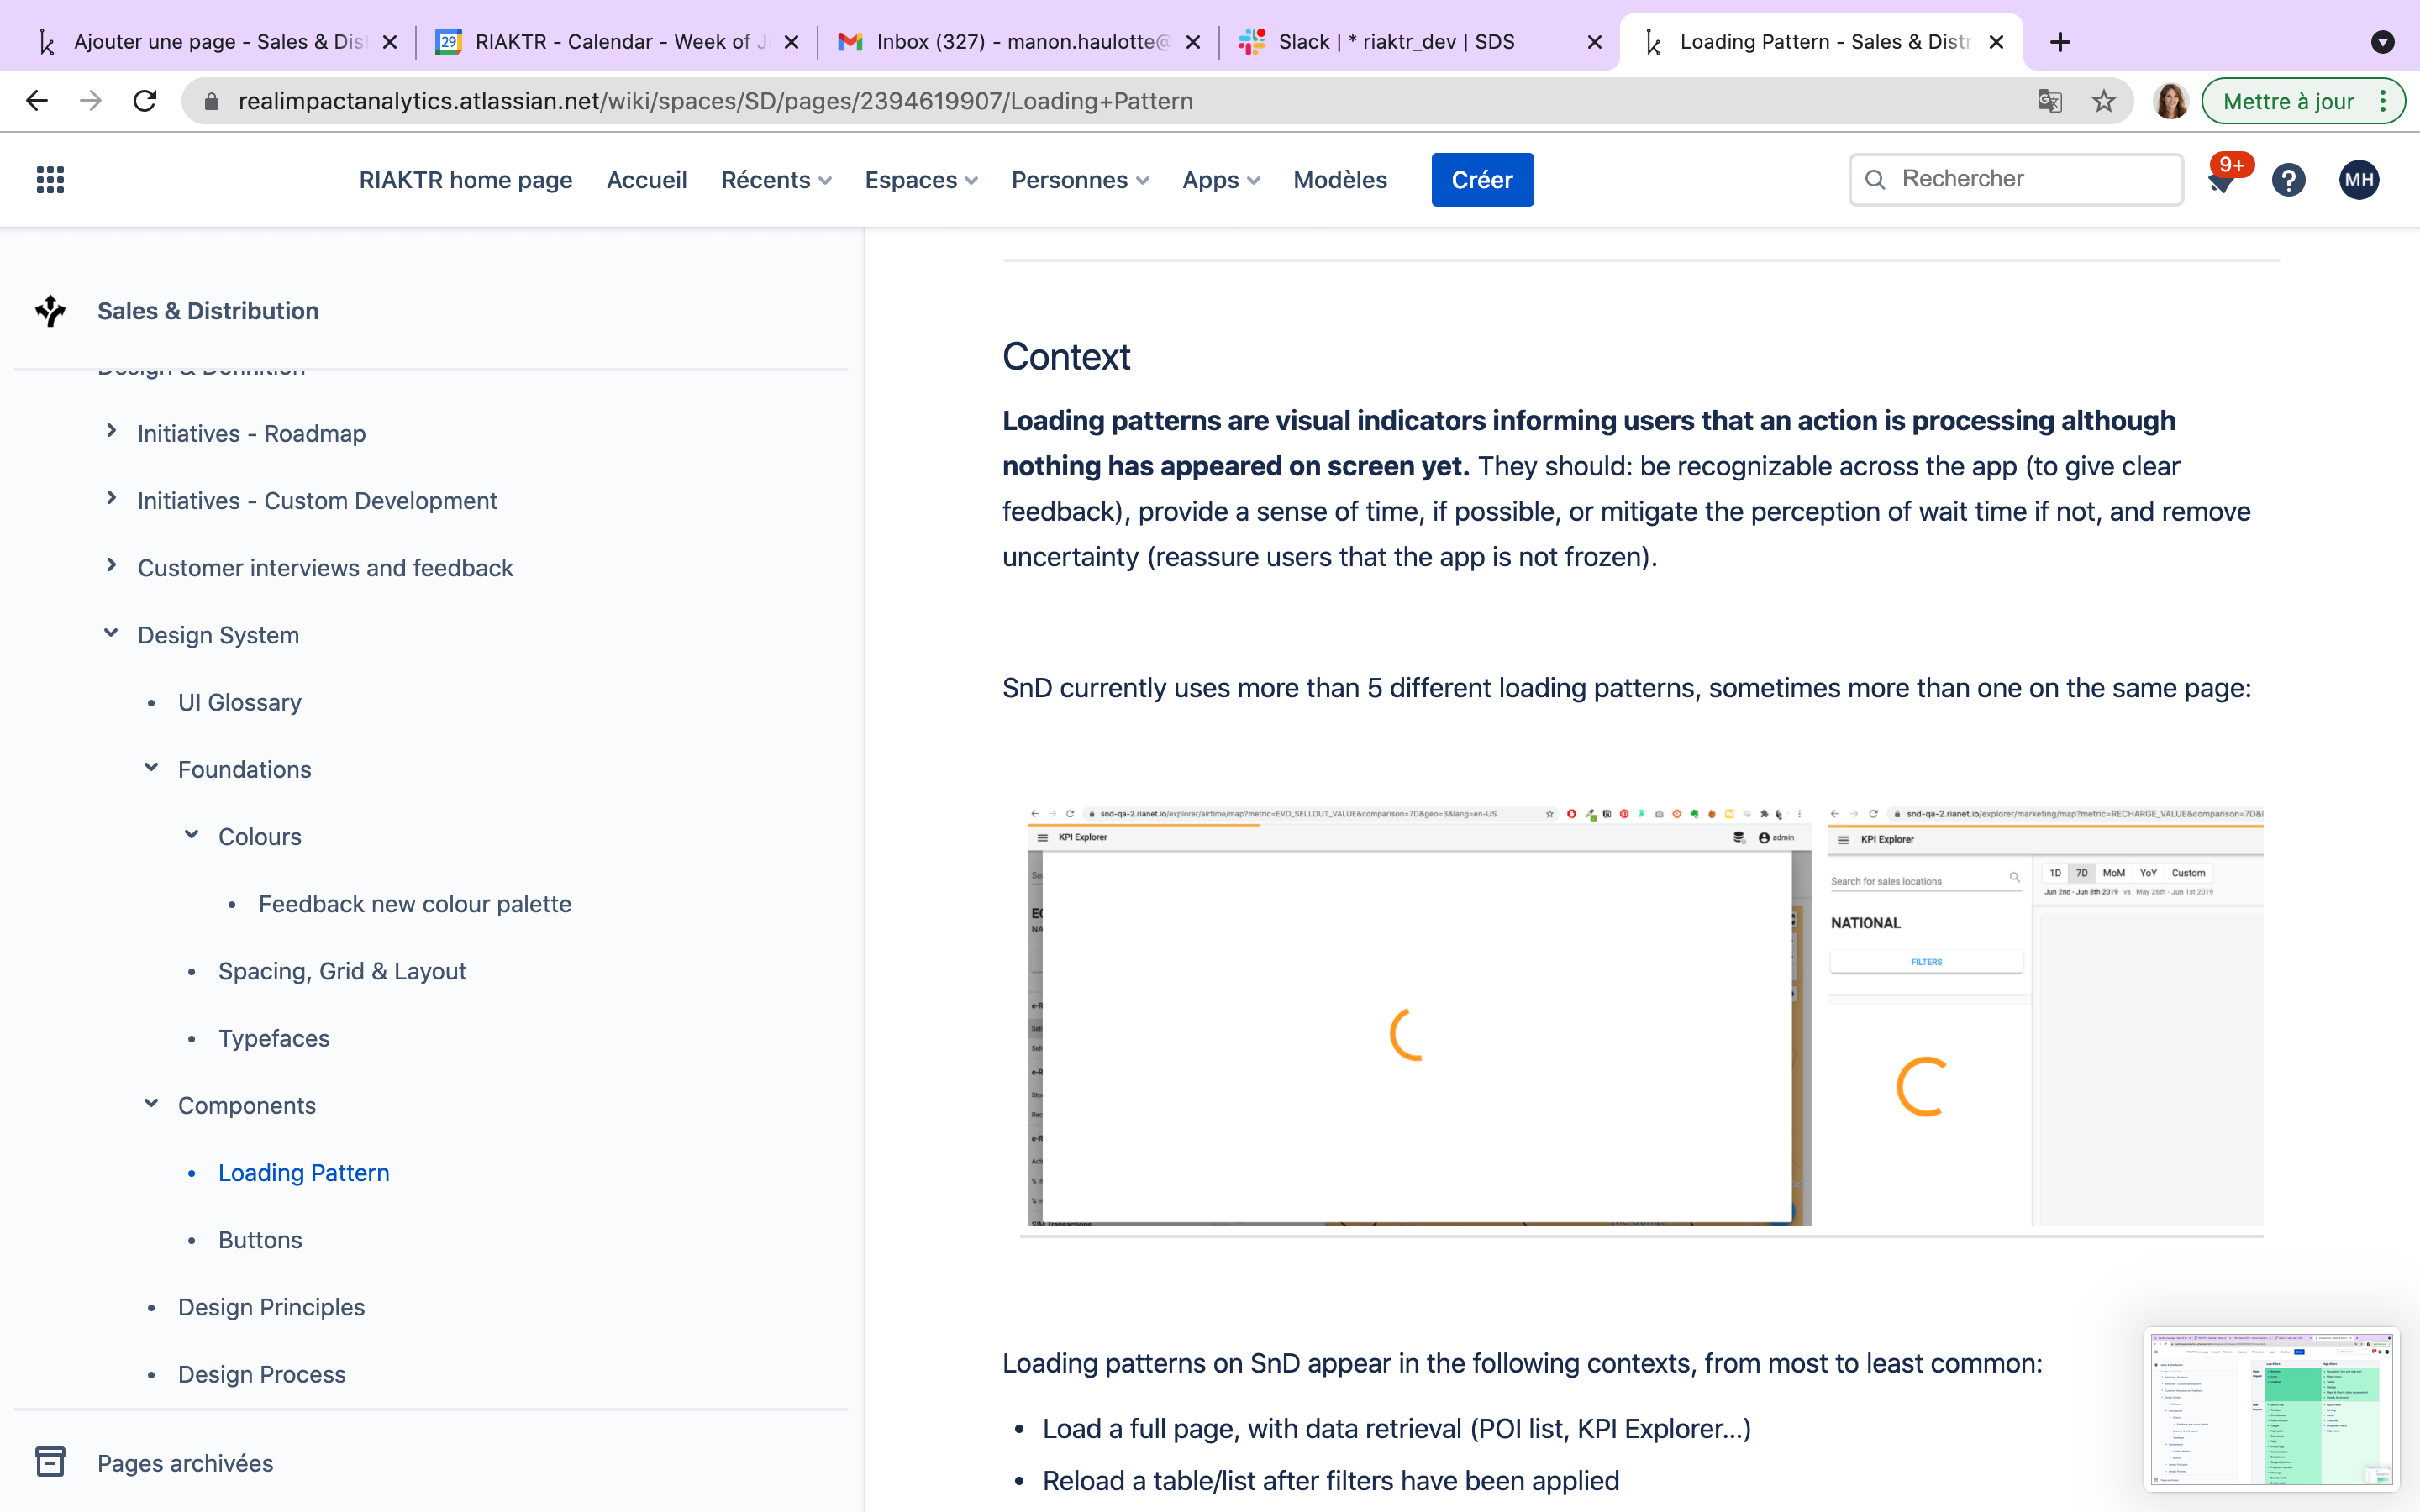 Ajouter une page - Sales & Dis
29
RIAKTR - Calendar - Week of J
Inbox (327) - manon.haulotte@
Slack | * riaktr_dev | SDS
Loading Pattern - Sales & Distr
realimpactanalytics.atlassian.net/wiki/spaces/SD/pages/2394619907/Loading+Pattern
Mettre à jour
RIAKTR home page
Accueil
Récents
Espaces
Personnes
Apps
Modèles
Créer
Rechercher
9+
MH
Sales & Distribution
Design & Definition
Initiatives - Roadmap
Initiatives - Custom Development
Customer interviews and feedback
Design System
UI Glossary
Foundations
Colours
Feedback new colour palette
Spacing, Grid & Layout
Typefaces
Components
Loading Pattern
Buttons
Design Principles
Design Process
Pages archivées
Context
Loading patterns are visual indicators informing users that an action is processing although
nothing has appeared on screen yet. They should: be recognizable across the app (to give clear
feedback), provide a sense of time, if possible, or mitigate the perception of wait time if not, and remove
uncertainty (reassure users that the app is not frozen).
SnD currently uses more than 5 different loading patterns, sometimes more than one on the same page:
snd-qa-2.rianet.io/explorer/airtime/map?metric=EVD_SELLOUT_VALUE&comparison=7D&geo=3&lang=en-US
KPI Explorer
admin
snd-qa-2.rianet.io/explorer/marketing/map?metric=RECHARGE_VALUE&comparison=7D&
KPI Explorer
Search for sales locations
1D 7D MoM YoY Custom
Jun 2nd - Jun 8th 2019 vs May 26th - Jun 1st 2019
NATIONAL
FILTERS
SIM Transactions
Loading patterns on SnD appear in the following contexts, from most to least common:
Load a full page, with data retrieval (POI list, KPI Explorer...)
Reload a table/list after filters have been applied